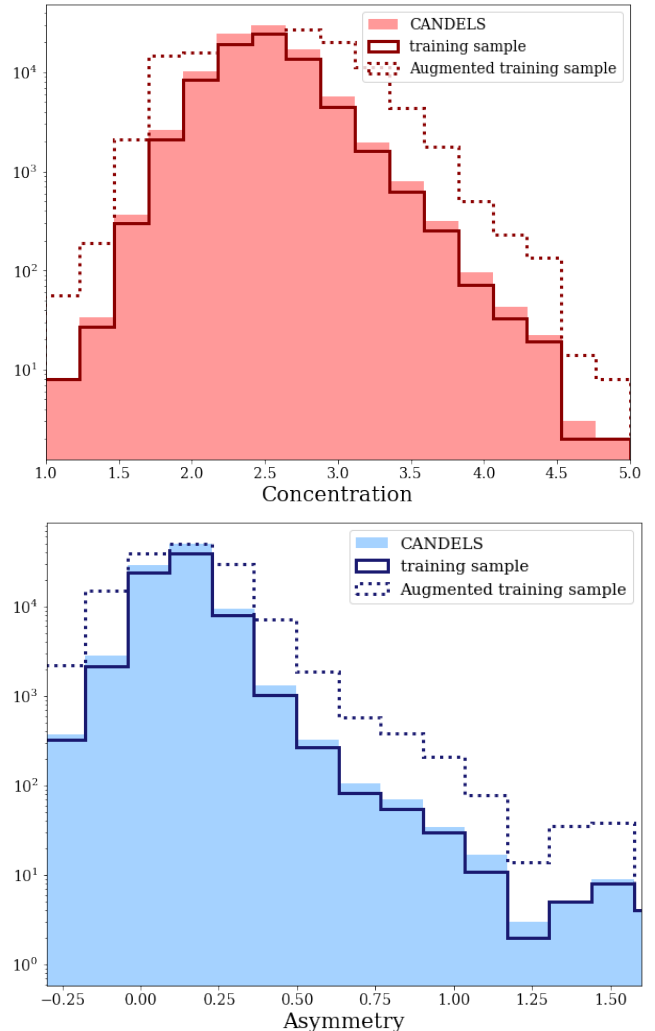 CANDELS
training sample
Augmented training sample
10⁴
10³
10²
10¹
1.0 1.5 2.0 2.5 3.0 3.5 4.0 4.5 5.0
Concentration
CANDELS
training sample
Augmented training sample
10⁴
10³
10²
10¹
10⁰
−0.25 0.00 0.25 0.50 0.75 1.00 1.25 1.50
Asymmetry